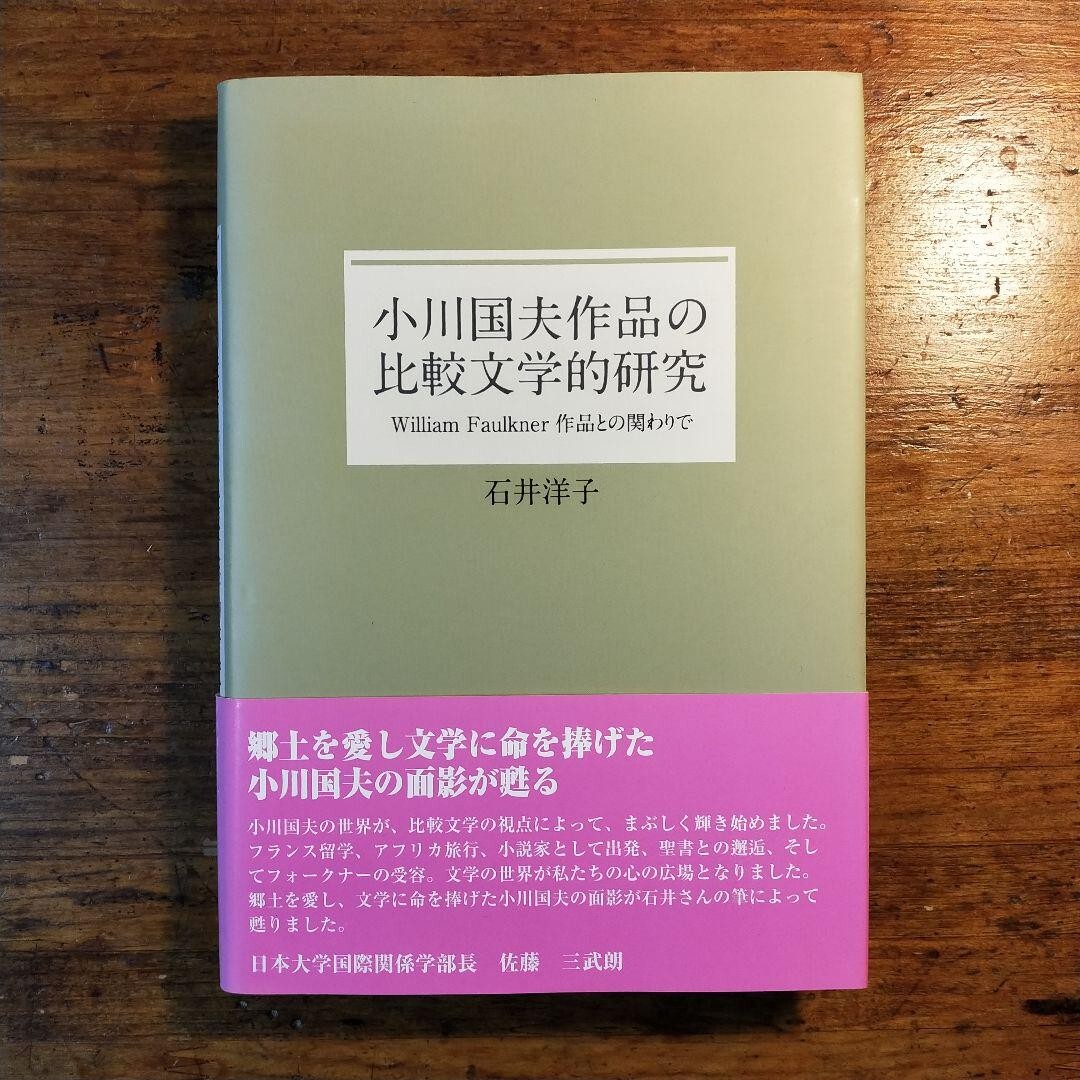 小川国夫作品の
比較文学的研究
William Faulkner 作品との関わりで
石井洋子
郷土を愛し文学に命を捧げた
小川国夫の面影が甦る
小川国夫の世界が、比較文学の視点によって、まぶしく輝き始めました。
フランス留学、アフリカ旅行、小説家として出発、聖書との邂逅、そし
てフォークナーの受容。文学の世界が私たちの心の広場となりました。
郷土を愛し、文学に命を捧げた小川国夫の面影が石井さんの筆によって
甦りました。
日本大学国際関係学部長　佐藤　三武朗